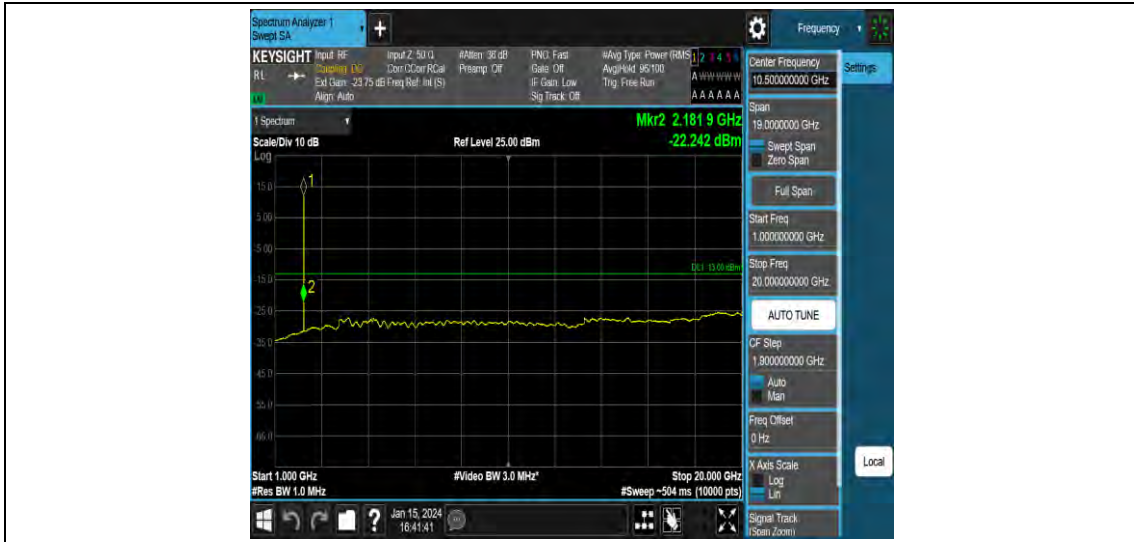 Spectrum Analyzer 1
Swept SA
+
Frequency
KEYSIGHT
Input: RF
Input Z: 50 Ω
#Atten: 38 dB
PNO: Fast
#Avg Type: Power (RMS
1 2 3 4 5 6
RL
Coupling: DC
Corr CCorr RCal
Preamp: Off
Gate: Off
Avg|Hold: 96/100
Ext Gain: -23.75 dB
Freq Ref: Int (S)
IF Gain: Low
Trig: Free Run
A WW WW W
Align: Auto
Sig Track: Off
A A A A A A
Center Frequency
10.500000000 GHz
Settings
1 Spectrum
Mkr2 2.181 9 GHz
Scale/Div 10 dB
Ref Level 25.00 dBm
-22.242 dBm
Log
15.0
5.00
-5.00
-15.0
-25.0
-35.0
-45.0
-55.0
-65.0
1
2
Start 1.000 GHz
#Video BW 3.0 MHz*
Stop 20.000 GHz
#Res BW 1.0 MHz
#Sweep ~504 ms (10000 pts)
Span
19.0000000 GHz
Swept Span
Zero Span
Full Span
Start Freq
1.000000000 GHz
Stop Freq
20.000000000 GHz
AUTO TUNE
CF Step
1.900000000 GHz
Auto
Man
Freq Offset
0 Hz
X Axis Scale
Log
Lin
Local
Signal Track
(Span Zoom)
?
Jan 15, 2024
16:41:41